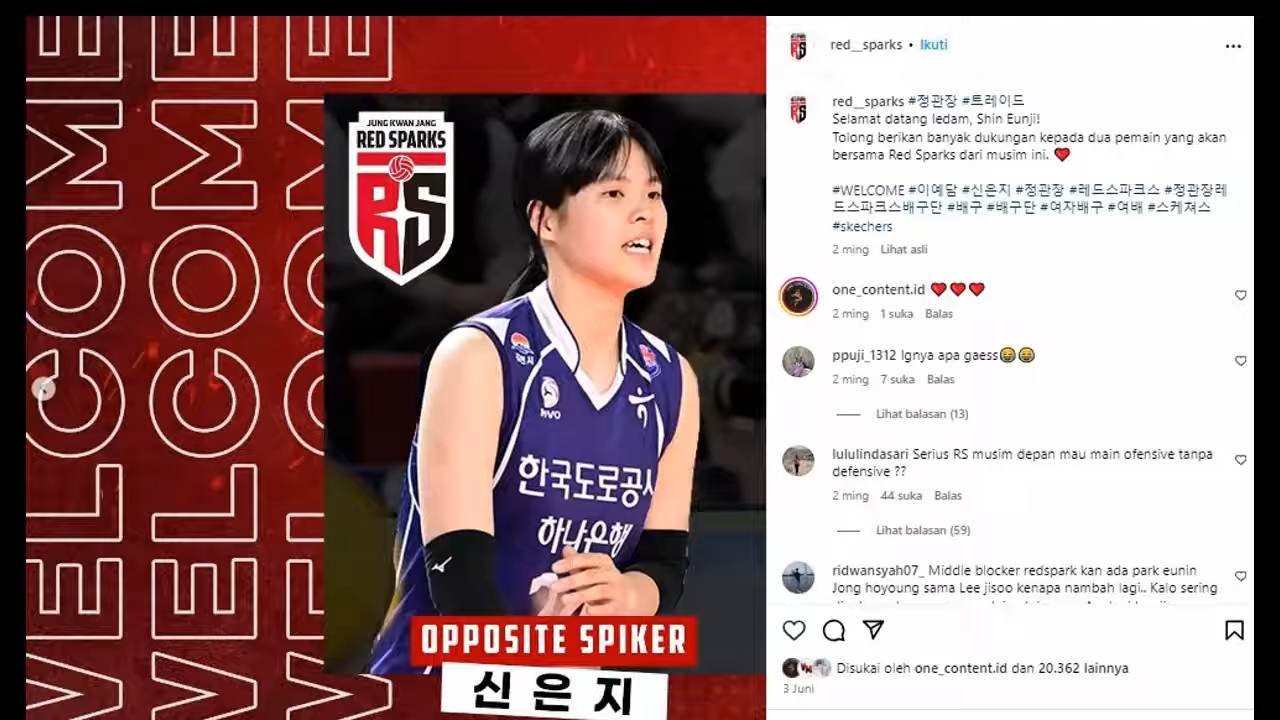 WELCOME
WELCOME
WELCOME
JUNG KWAN JANG
RED SPARKS
RS
KOVO
한국도로공사
하나은행
OPPOSITE SPIKER
신은지
red__sparks • Ikuti
red__sparks #정관장 #트레이드
Selamat datang Iedam, Shin Eunji!
Tolong berikan banyak dukungan kepada dua pemain yang akan
bersama Red Sparks dari musim ini. ❤️
#WELCOME #이예담 #신은지 #정관장 #레드스파크스 #정관장레
드스파크스배구단 #배구 #배구단 #여자배구 #여배 #스케쳐스
#skechers
2 ming Lihat asli
one_content.id ❤️❤️❤️
2 ming 1 suka Balas
ppuji_1312 Ignya apa gaess😂😂
2 ming 7 suka Balas
Lihat balasan (13)
lululindasari Serius RS musim depan mau main ofensive tanpa
defensive ??
2 ming 44 suka Balas
Lihat balasan (59)
ridwansyah07_ Middle blocker redspark kan ada park eunin
Jong hoyoung sama Lee jisoo kenapa nambah lagi.. Kalo sering
Disukai oleh one_content.id dan 20.362 lainnya
3 Juni